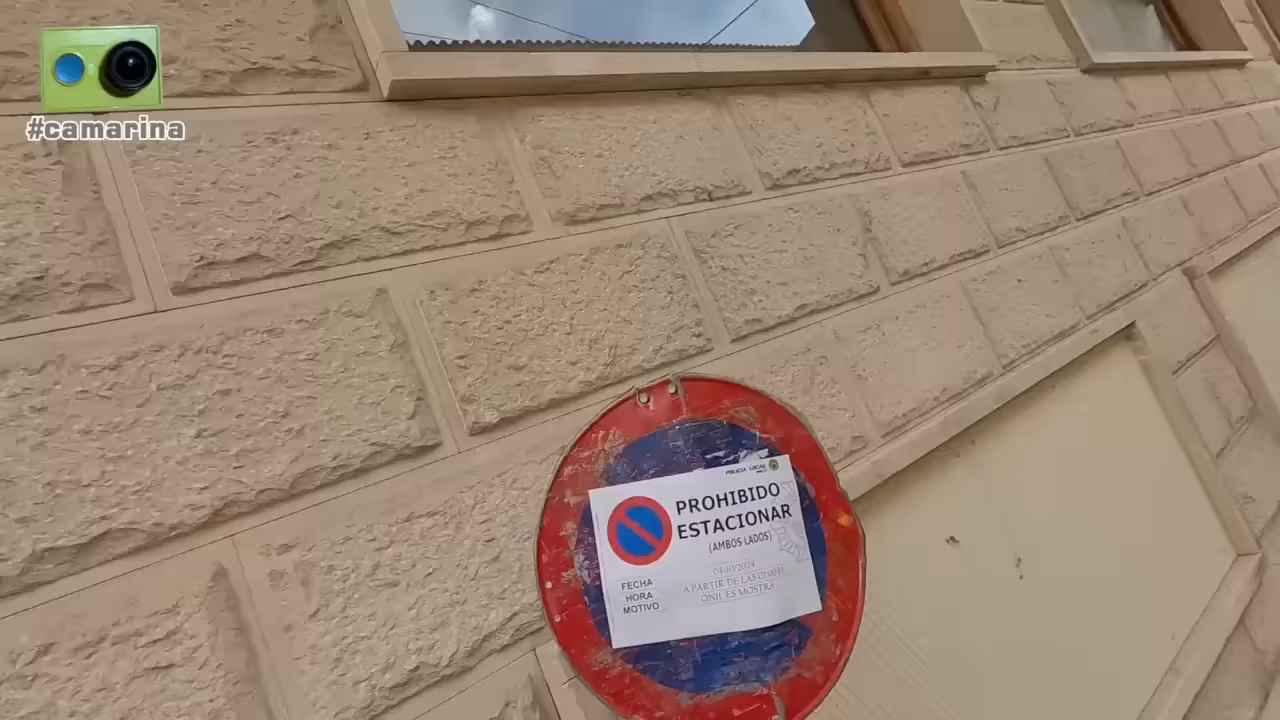 #camarina
POLICIA LOCAL
PROHIBIDO
ESTACIONAR
(AMBOS LADOS)
FECHA
HORA
MOTIVO
04/10/2024
A PARTIR DE LAS 07:00 H
ONIL ES MOSTRA